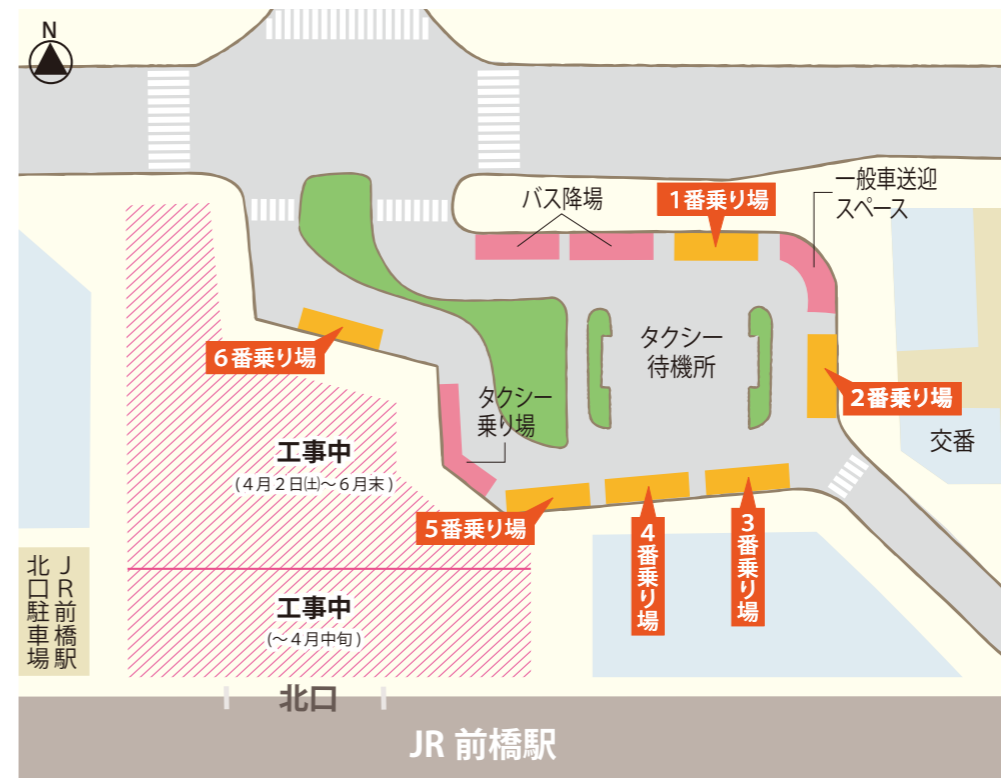 N
バス降場
1番乗り場
一般車送迎
スペース
タクシー
待機所
6番乗り場
2番乗り場
タクシー
乗り場
交番
工事中
(4月2日㈯〜6月末)
5番乗り場
4番乗り場
3番乗り場
JR前橋駅
北口駐車場
工事中
(〜4月中旬)
北口
JR 前橋駅